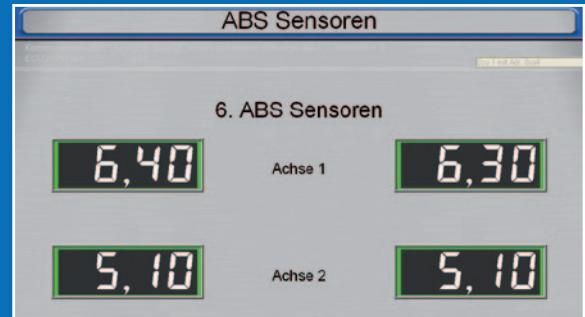 ABS Sensoren
6. ABS Sensoren
6,40 Achse 1 6,30
5,10 Achse 2 5,10